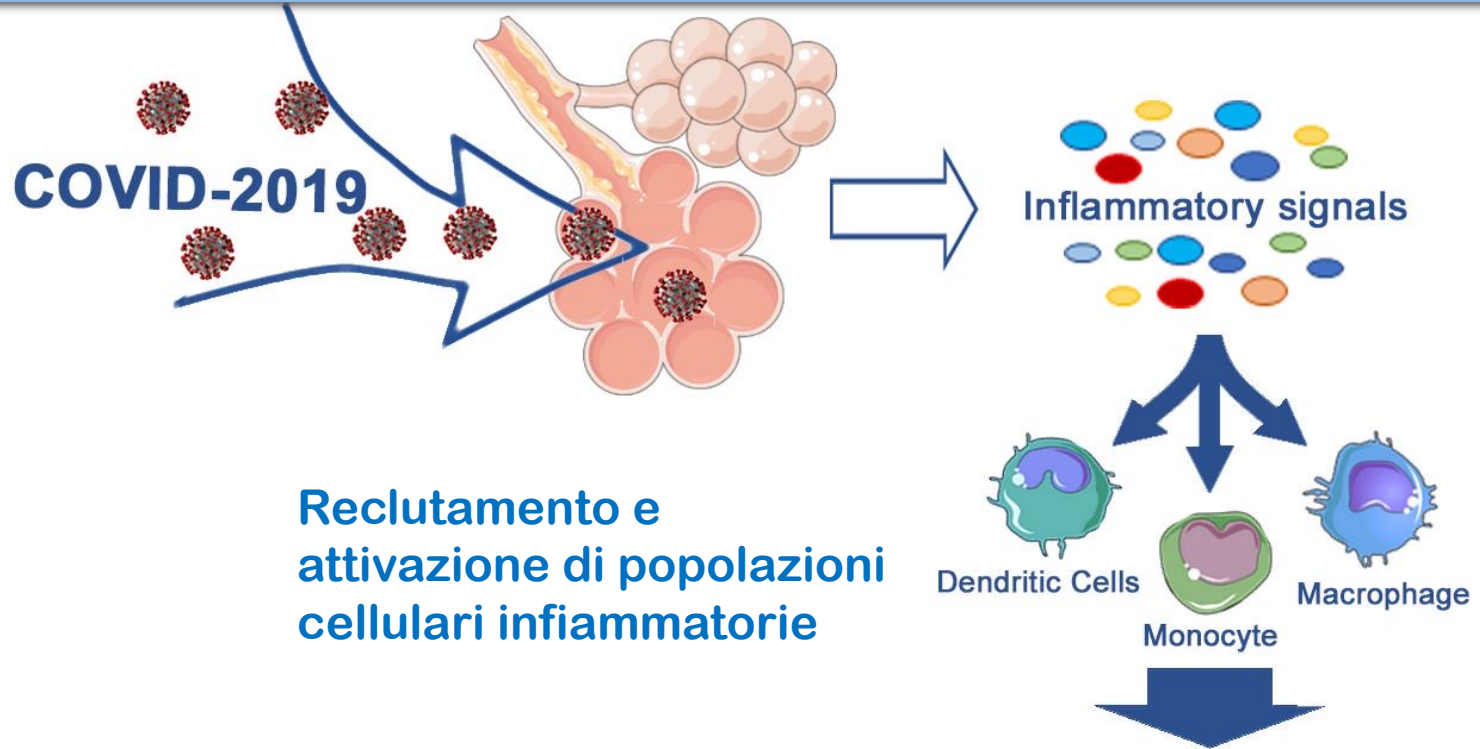 COVID-2019
Inflammatory signals
Reclutamento e
attivazione di popolazioni
cellulari infiammatorie
Dendritic Cells
Monocyte
Macrophage